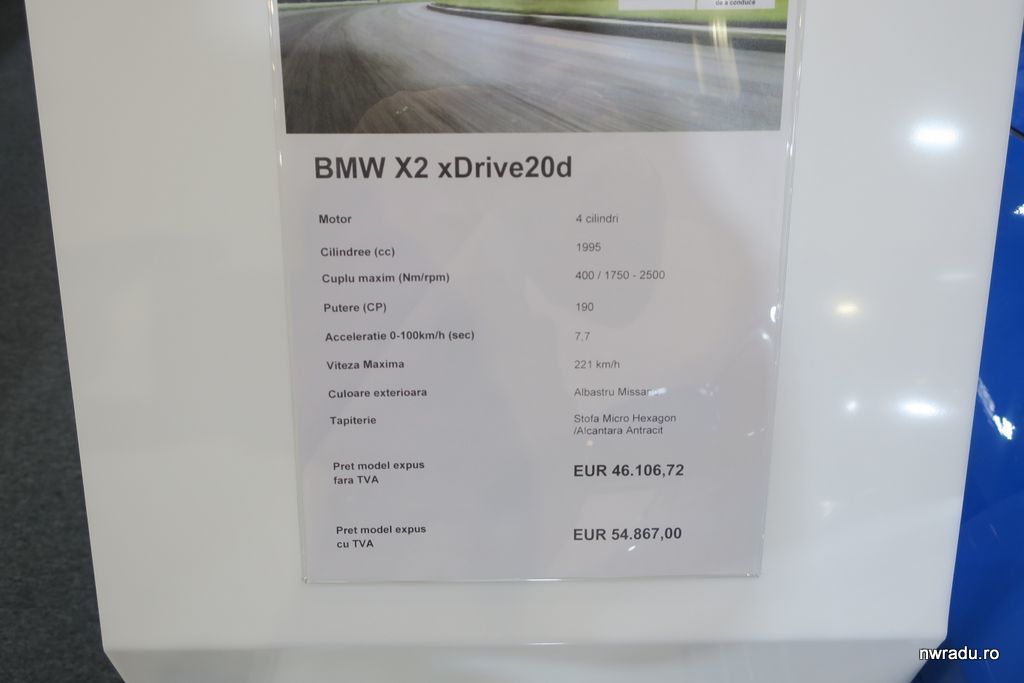 de a conduce
BMW X2 xDrive20d
Motor 4 cilindri
Cilindree (cc) 1995
Cuplu maxim (Nm/rpm) 400 / 1750 - 2500
Putere (CP) 190
Acceleratie 0-100km/h (sec) 7,7
Viteza Maxima 221 km/h
Culoare exterioara Albastru
Tapiterie Stofa Micro Hexagon
/Alcantara Antracit
Pret model expus
fara TVA
EUR 46.106,72
Pret model expus
cu TVA
EUR 54.867,00
nwradu.ro